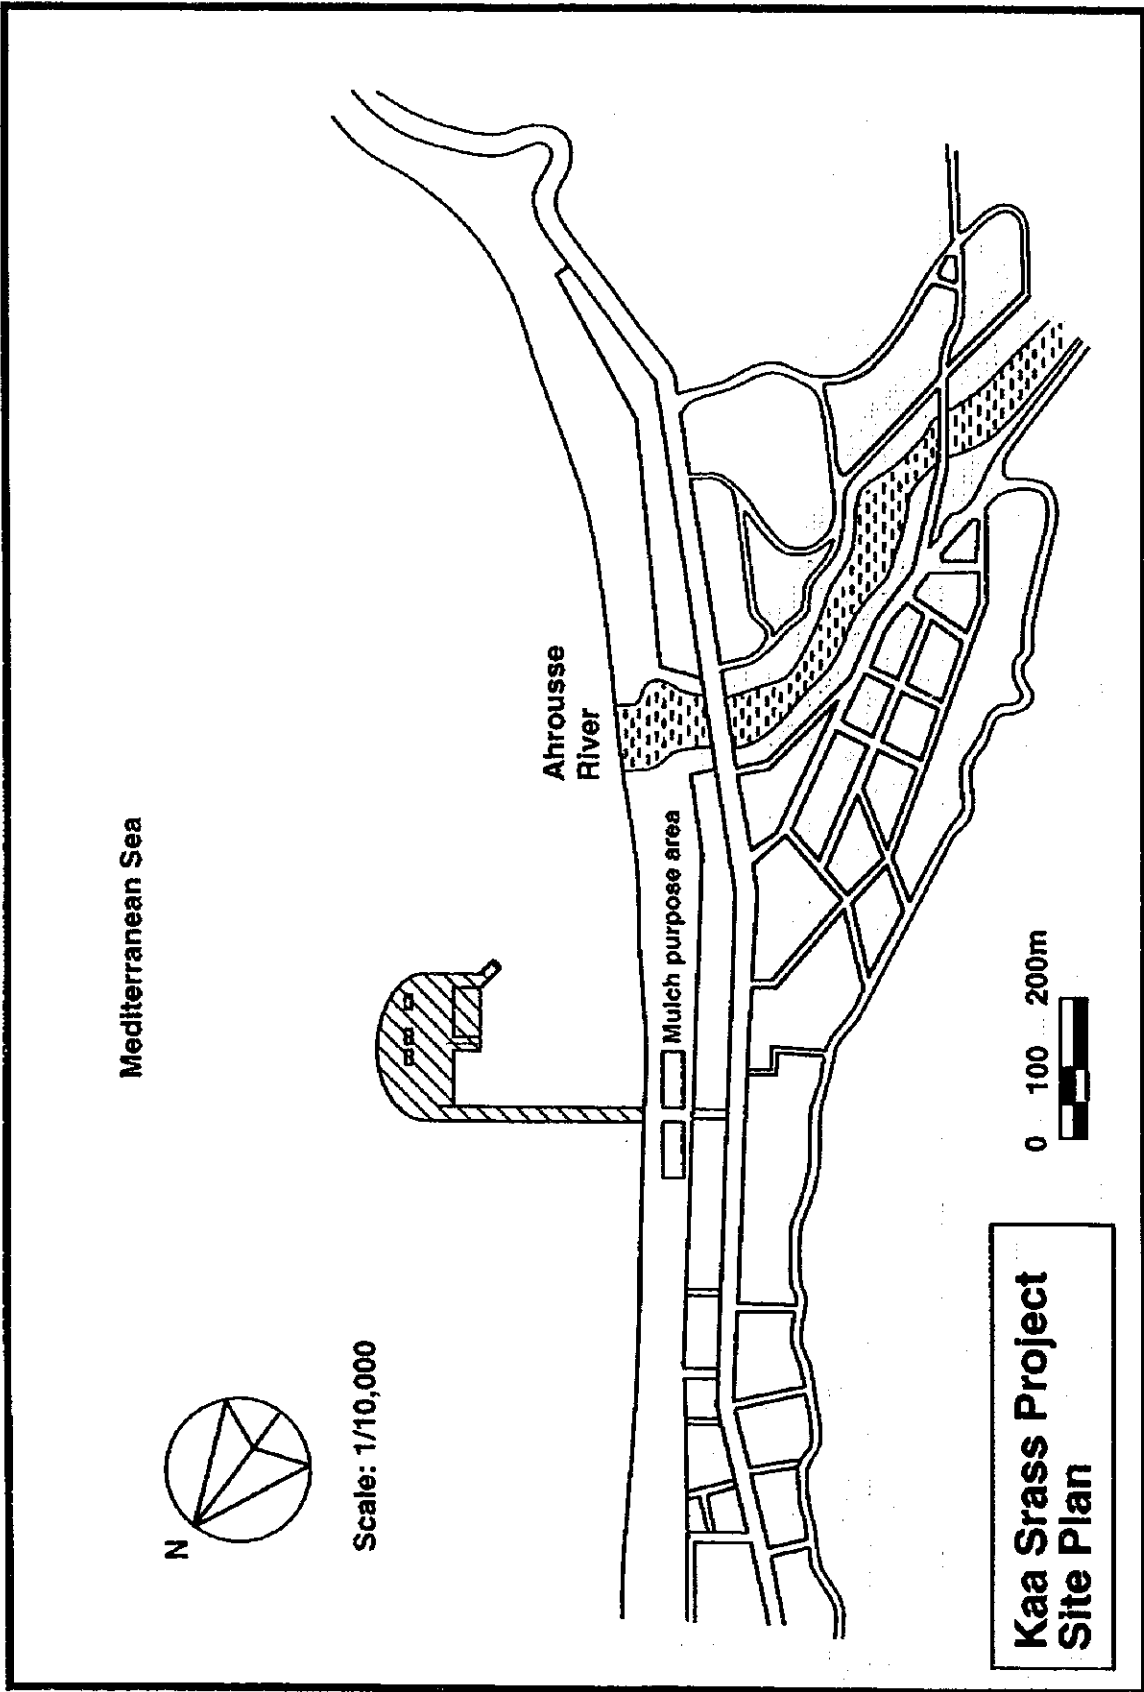 Mediterranean Sea
N
Scale: 1/10,000
Ahrousse
River
Mulch purpose area
0 100 200m
Kaa Srass Project
Site Plan